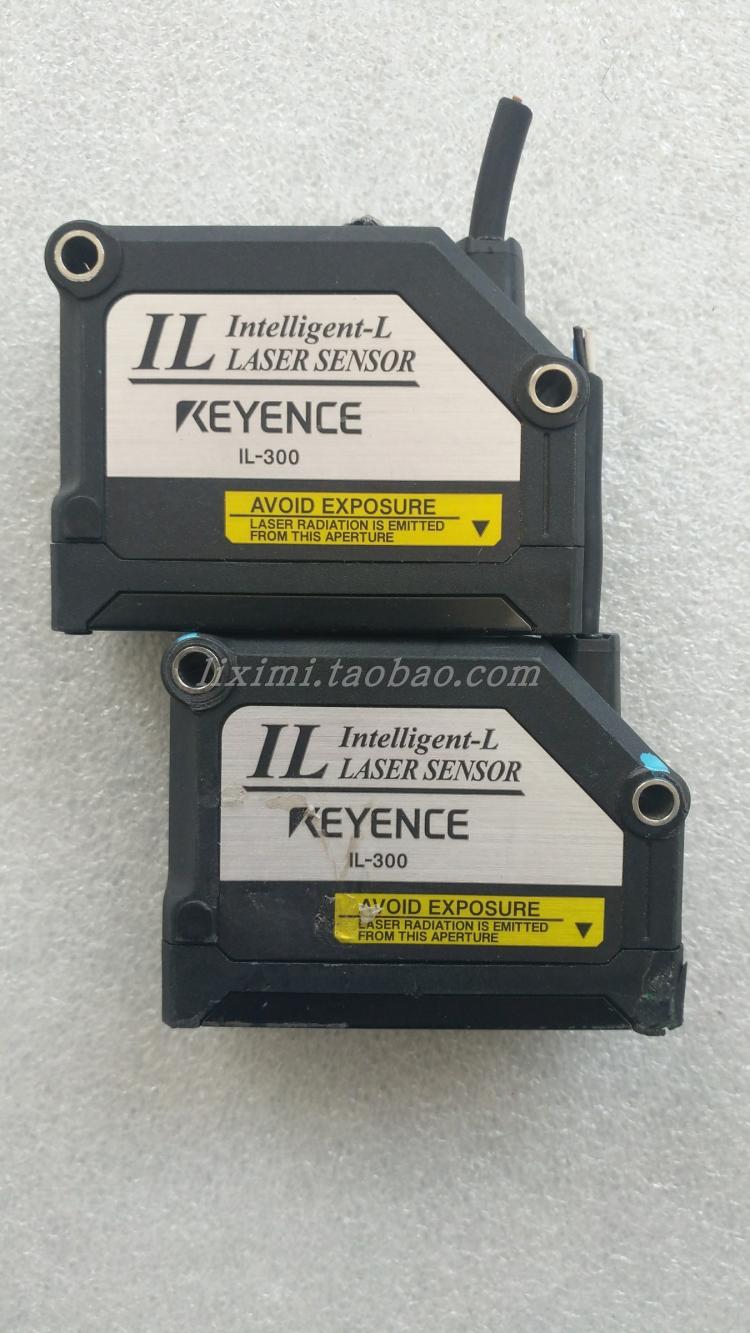 IL Intelligent-L
LASER SENSOR
KEYENCE
IL-300
AVOID EXPOSURE
LASER RADIATION IS EMITTED
FROM THIS APERTURE
liximi.taobao.com
IL Intelligent-L
LASER SENSOR
KEYENCE
IL-300
AVOID EXPOSURE
LASER RADIATION IS EMITTED
FROM THIS APERTURE